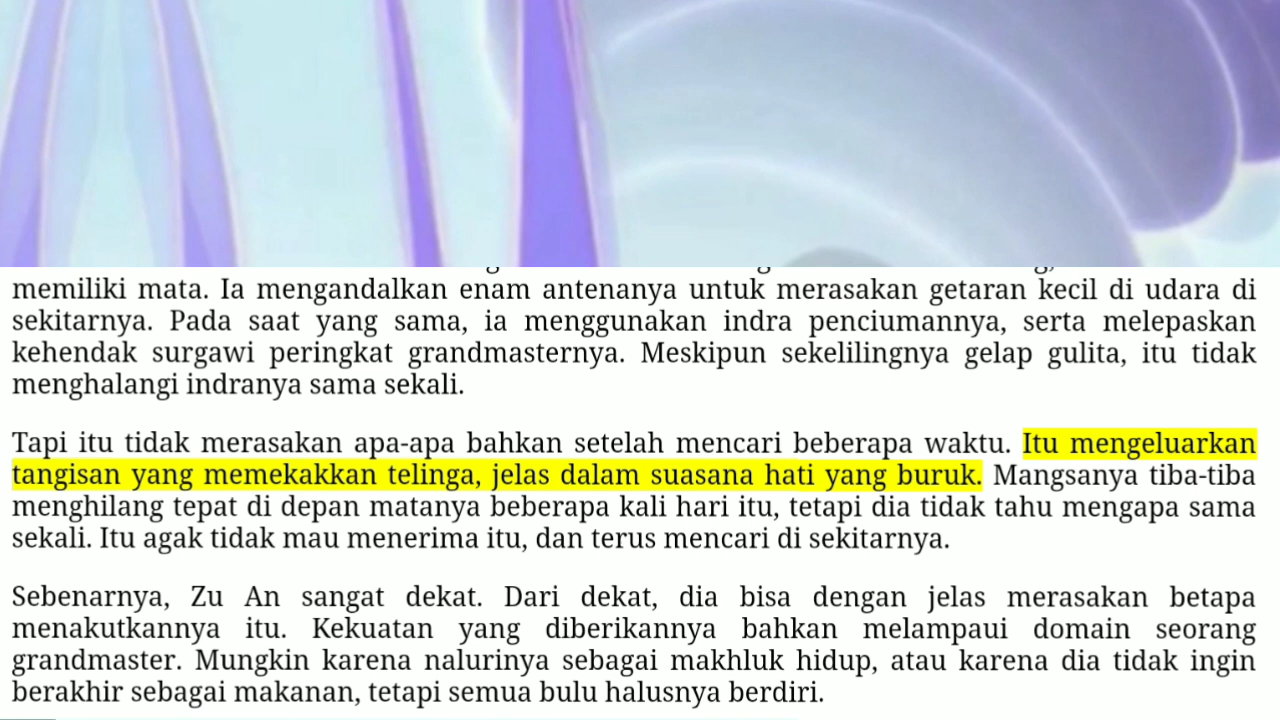 memiliki mata. Ia mengandalkan enam antenanya untuk merasakan getaran kecil di udara di
sekitarnya. Pada saat yang sama, ia menggunakan indra penciumannya, serta melepaskan
kehendak surgawi peringkat grandmasternya. Meskipun sekelilingnya gelap gulita, itu tidak
menghalangi indranya sama sekali.
Tapi itu tidak merasakan apa-apa bahkan setelah mencari beberapa waktu. Itu mengeluarkan
tangisan yang memekakkan telinga, jelas dalam suasana hati yang buruk. Mangsanya tiba-tiba
menghilang tepat di depan matanya beberapa kali hari itu, tetapi dia tidak tahu mengapa sama
sekali. Itu agak tidak mau menerima itu, dan terus mencari di sekitarnya.
Sebenarnya, Zu An sangat dekat. Dari dekat, dia bisa dengan jelas merasakan betapa
menakutkannya itu. Kekuatan yang diberikannya bahkan melampaui domain seorang
grandmaster. Mungkin karena nalurinya sebagai makhluk hidup, atau karena dia tidak ingin
berakhir sebagai makanan, tetapi semua bulu halusnya berdiri.